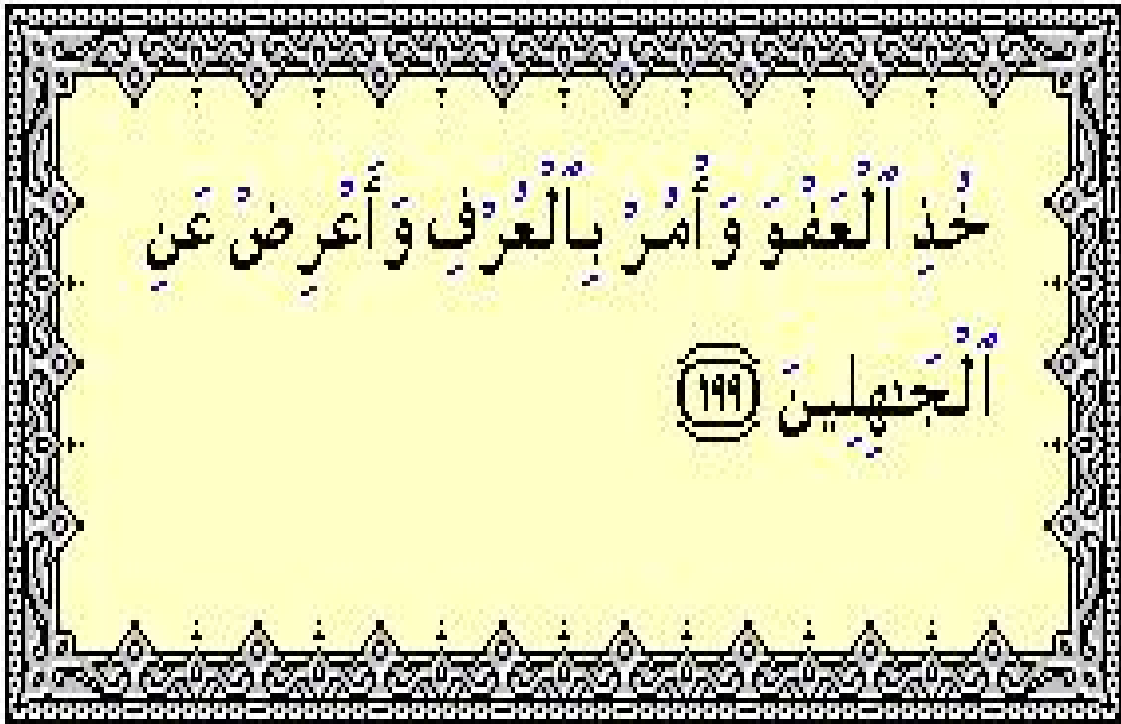 خُذِ ٱلْعَفْوَ وَأْمُرْ بِٱلْعُرْفِ وَأَعْرِضْ عَنِ
ٱلْجَـٰهِلِينَ ١٩٩